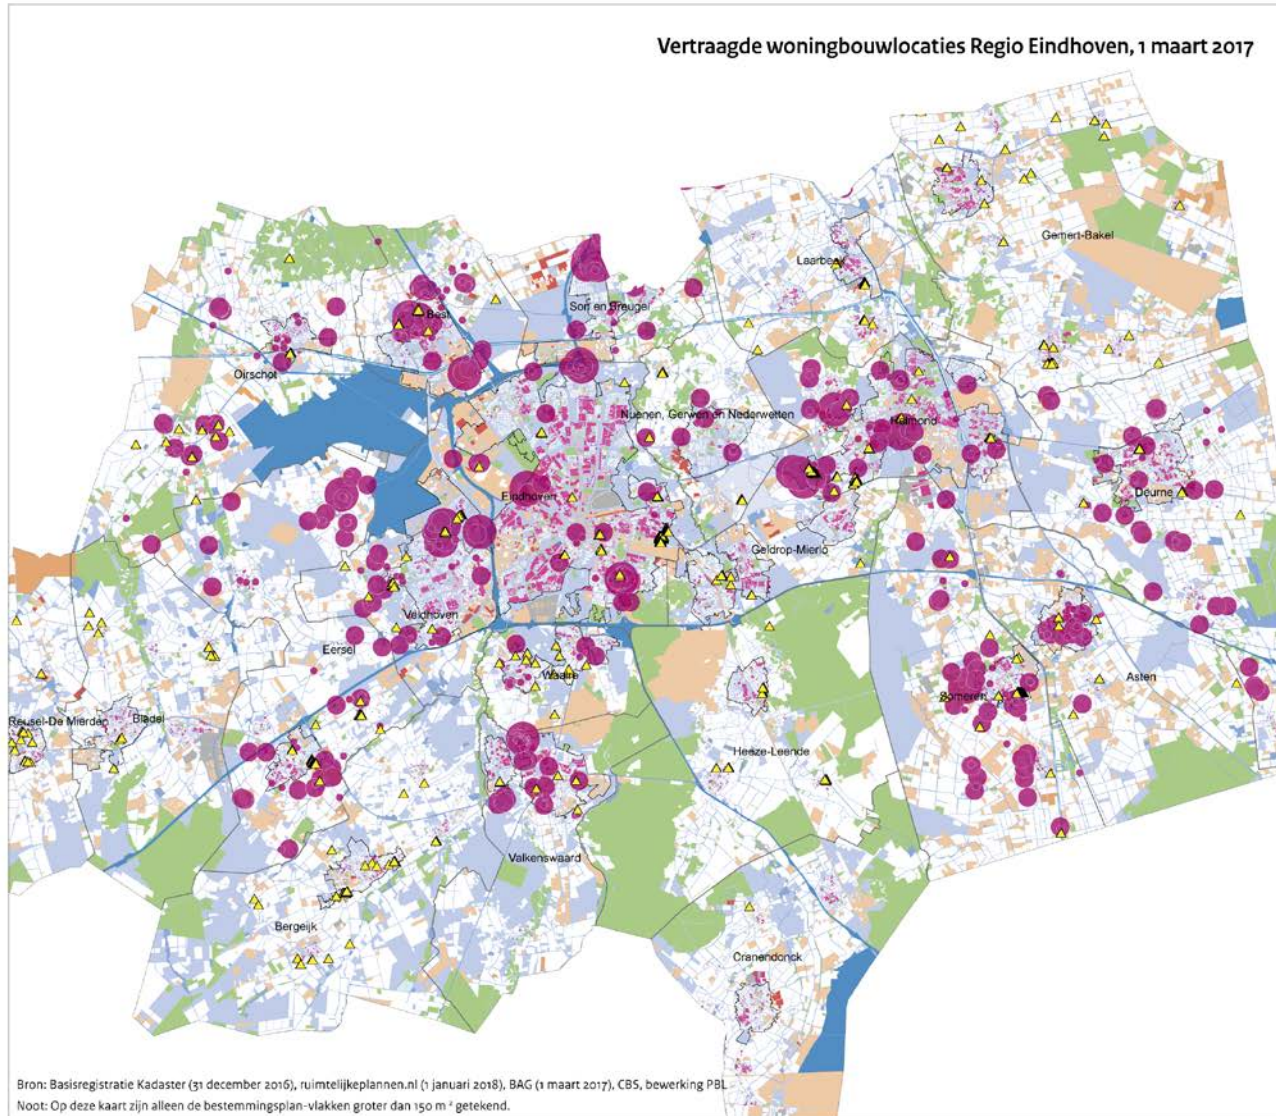 Vertraagde woningbouwlocaties Regio Eindhoven, 1 maart 2017
Gemert-Bakel
Laarbeek
Son en Breugel
Best
Oirschot
Nuenen, Gerwen en Nederwetten
Helmond
Eindhoven
Deurne
Geldrop-Mierlo
Veldhoven
Eersel
Waalre
Asten
Someren
Reusel-De Mierden
Bladel
Heeze-Leende
Valkenswaard
Bergeijk
Cranendonck
Bron: Basisregistratie Kadaster (31 december 2016), ruimtelijkeplannen.nl (1 januari 2018), BAG (1 maart 2017), CBS, bewerking PBL
Noot: Op deze kaart zijn alleen de bestemmingsplan-vlakken groter dan 150 m² getekend.